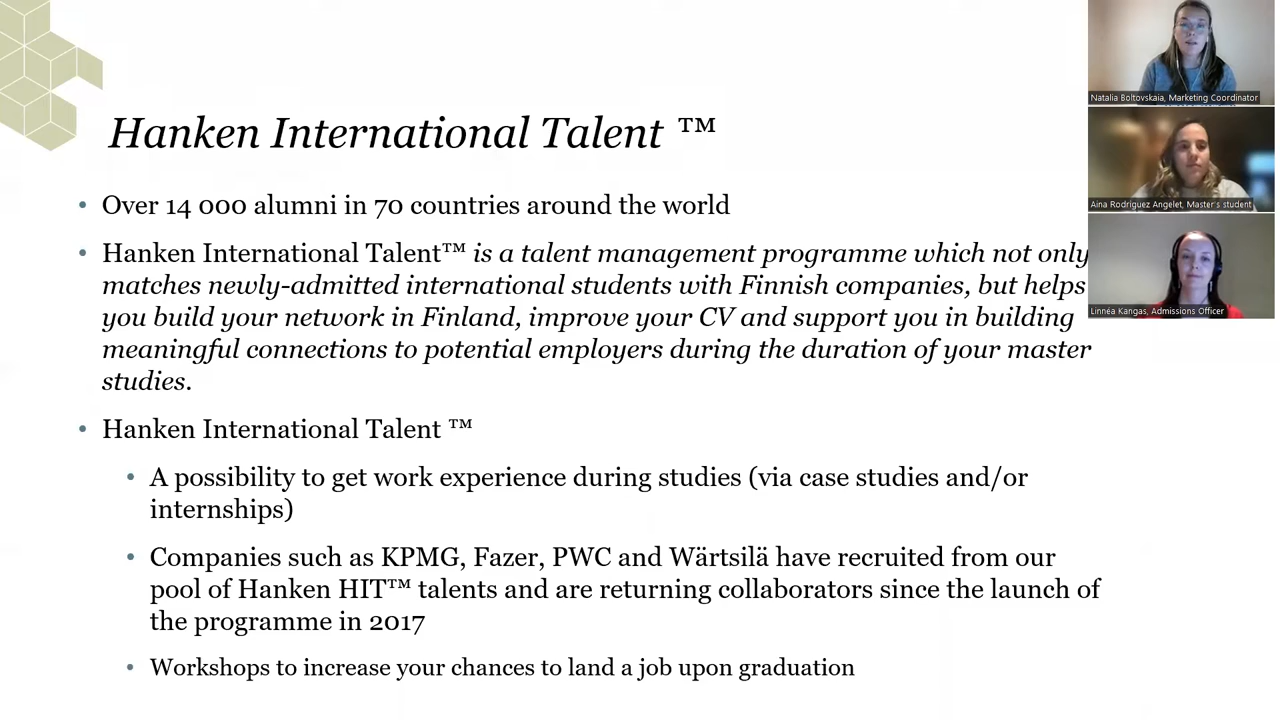 Hanken International Talent ™
Over 14 000 alumni in 70 countries around the world
Hanken International Talent™ is a talent management programme which not only
matches newly-admitted international students with Finnish companies, but helps
you build your network in Finland, improve your CV and support you in building
meaningful connections to potential employers during the duration of your master
studies.
Hanken International Talent ™
A possibility to get work experience during studies (via case studies and/or
internships)
Companies such as KPMG, Fazer, PWC and Wärtsilä have recruited from our
pool of Hanken HIT™ talents and are returning collaborators since the launch of
the programme in 2017
Workshops to increase your chances to land a job upon graduation
Natalia Boltovskaia, Marketing Coordinator
Aina Rodríguez Angelet, Master's student
Linnéa Kangas, Admissions Officer